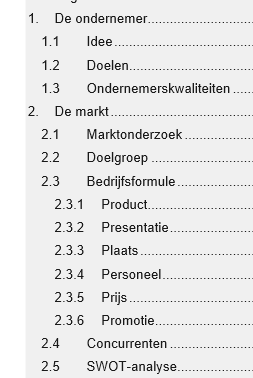 1. De ondernemer
1.1 Idee
1.2 Doelen
1.3 Ondernemerskwaliteiten
2. De markt
2.1 Marktonderzoek
2.2 Doelgroep
2.3 Bedrijfsformule
2.3.1 Product
2.3.2 Presentatie
2.3.3 Plaats
2.3.4 Personeel
2.3.5 Prijs
2.3.6 Promotie
2.4 Concurrenten
2.5 SWOT-analyse